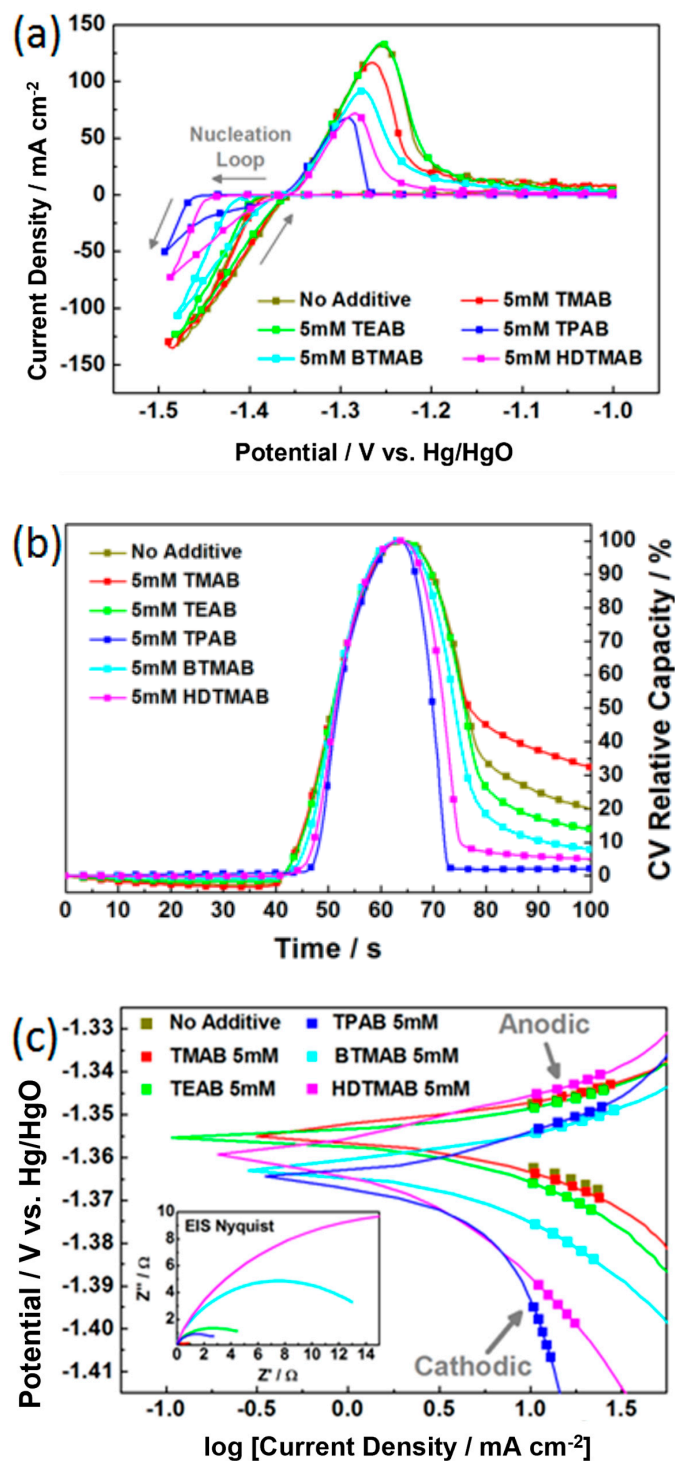 (a)
150
100
50
0
-50
-100
-150
Current Density / mA cm-2
Nucleation
Loop
No Additive
5mM TMAB
5mM TEAB
5mM TPAB
5mM BTMAB
5mM HDTMAB
-1.5 -1.4 -1.3 -1.2 -1.1 -1.0
Potential / V vs. Hg/HgO
(b)
No Additive
5mM TMAB
5mM TEAB
5mM TPAB
5mM BTMAB
5mM HDTMAB
100
90
80
70
60
50
40
30
20
10
0
CV Relative Capacity / %
0 10 20 30 40 50 60 70 80 90 100
Time / s
(c)
-1.33
-1.34
-1.35
-1.36
-1.37
-1.38
-1.39
-1.40
-1.41
Potential / V vs. Hg/HgO
No Additive
TPAB 5mM
TMAB 5mM
BTMAB 5mM
TEAB 5mM
HDTMAB 5mM
Anodic
EIS Nyquist
10
8
6
4
2
Z'' / Ω
0 2 4 6 8 10 12 14
Z' / Ω
Cathodic
-1.0 -0.5 0.0 0.5 1.0 1.5
log [Current Density / mA cm-2]